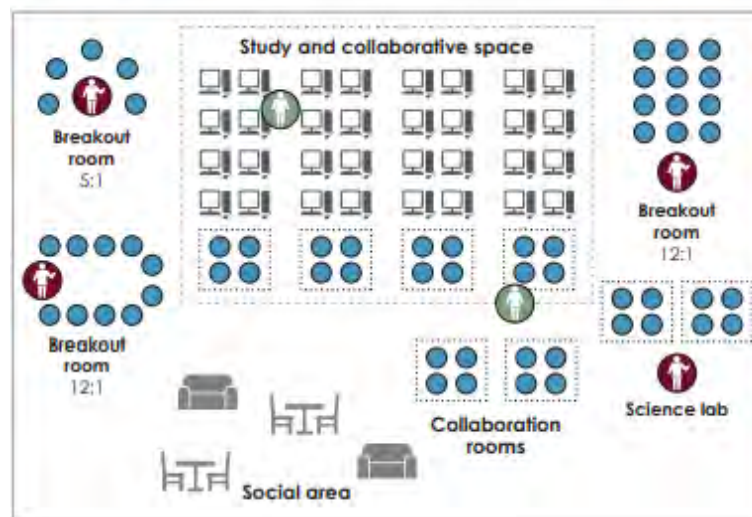 Study and collaborative space
Breakout
room
5:1
Breakout
room
12:1
Breakout
room
12:1
Science lab
Collaboration
rooms
Social area